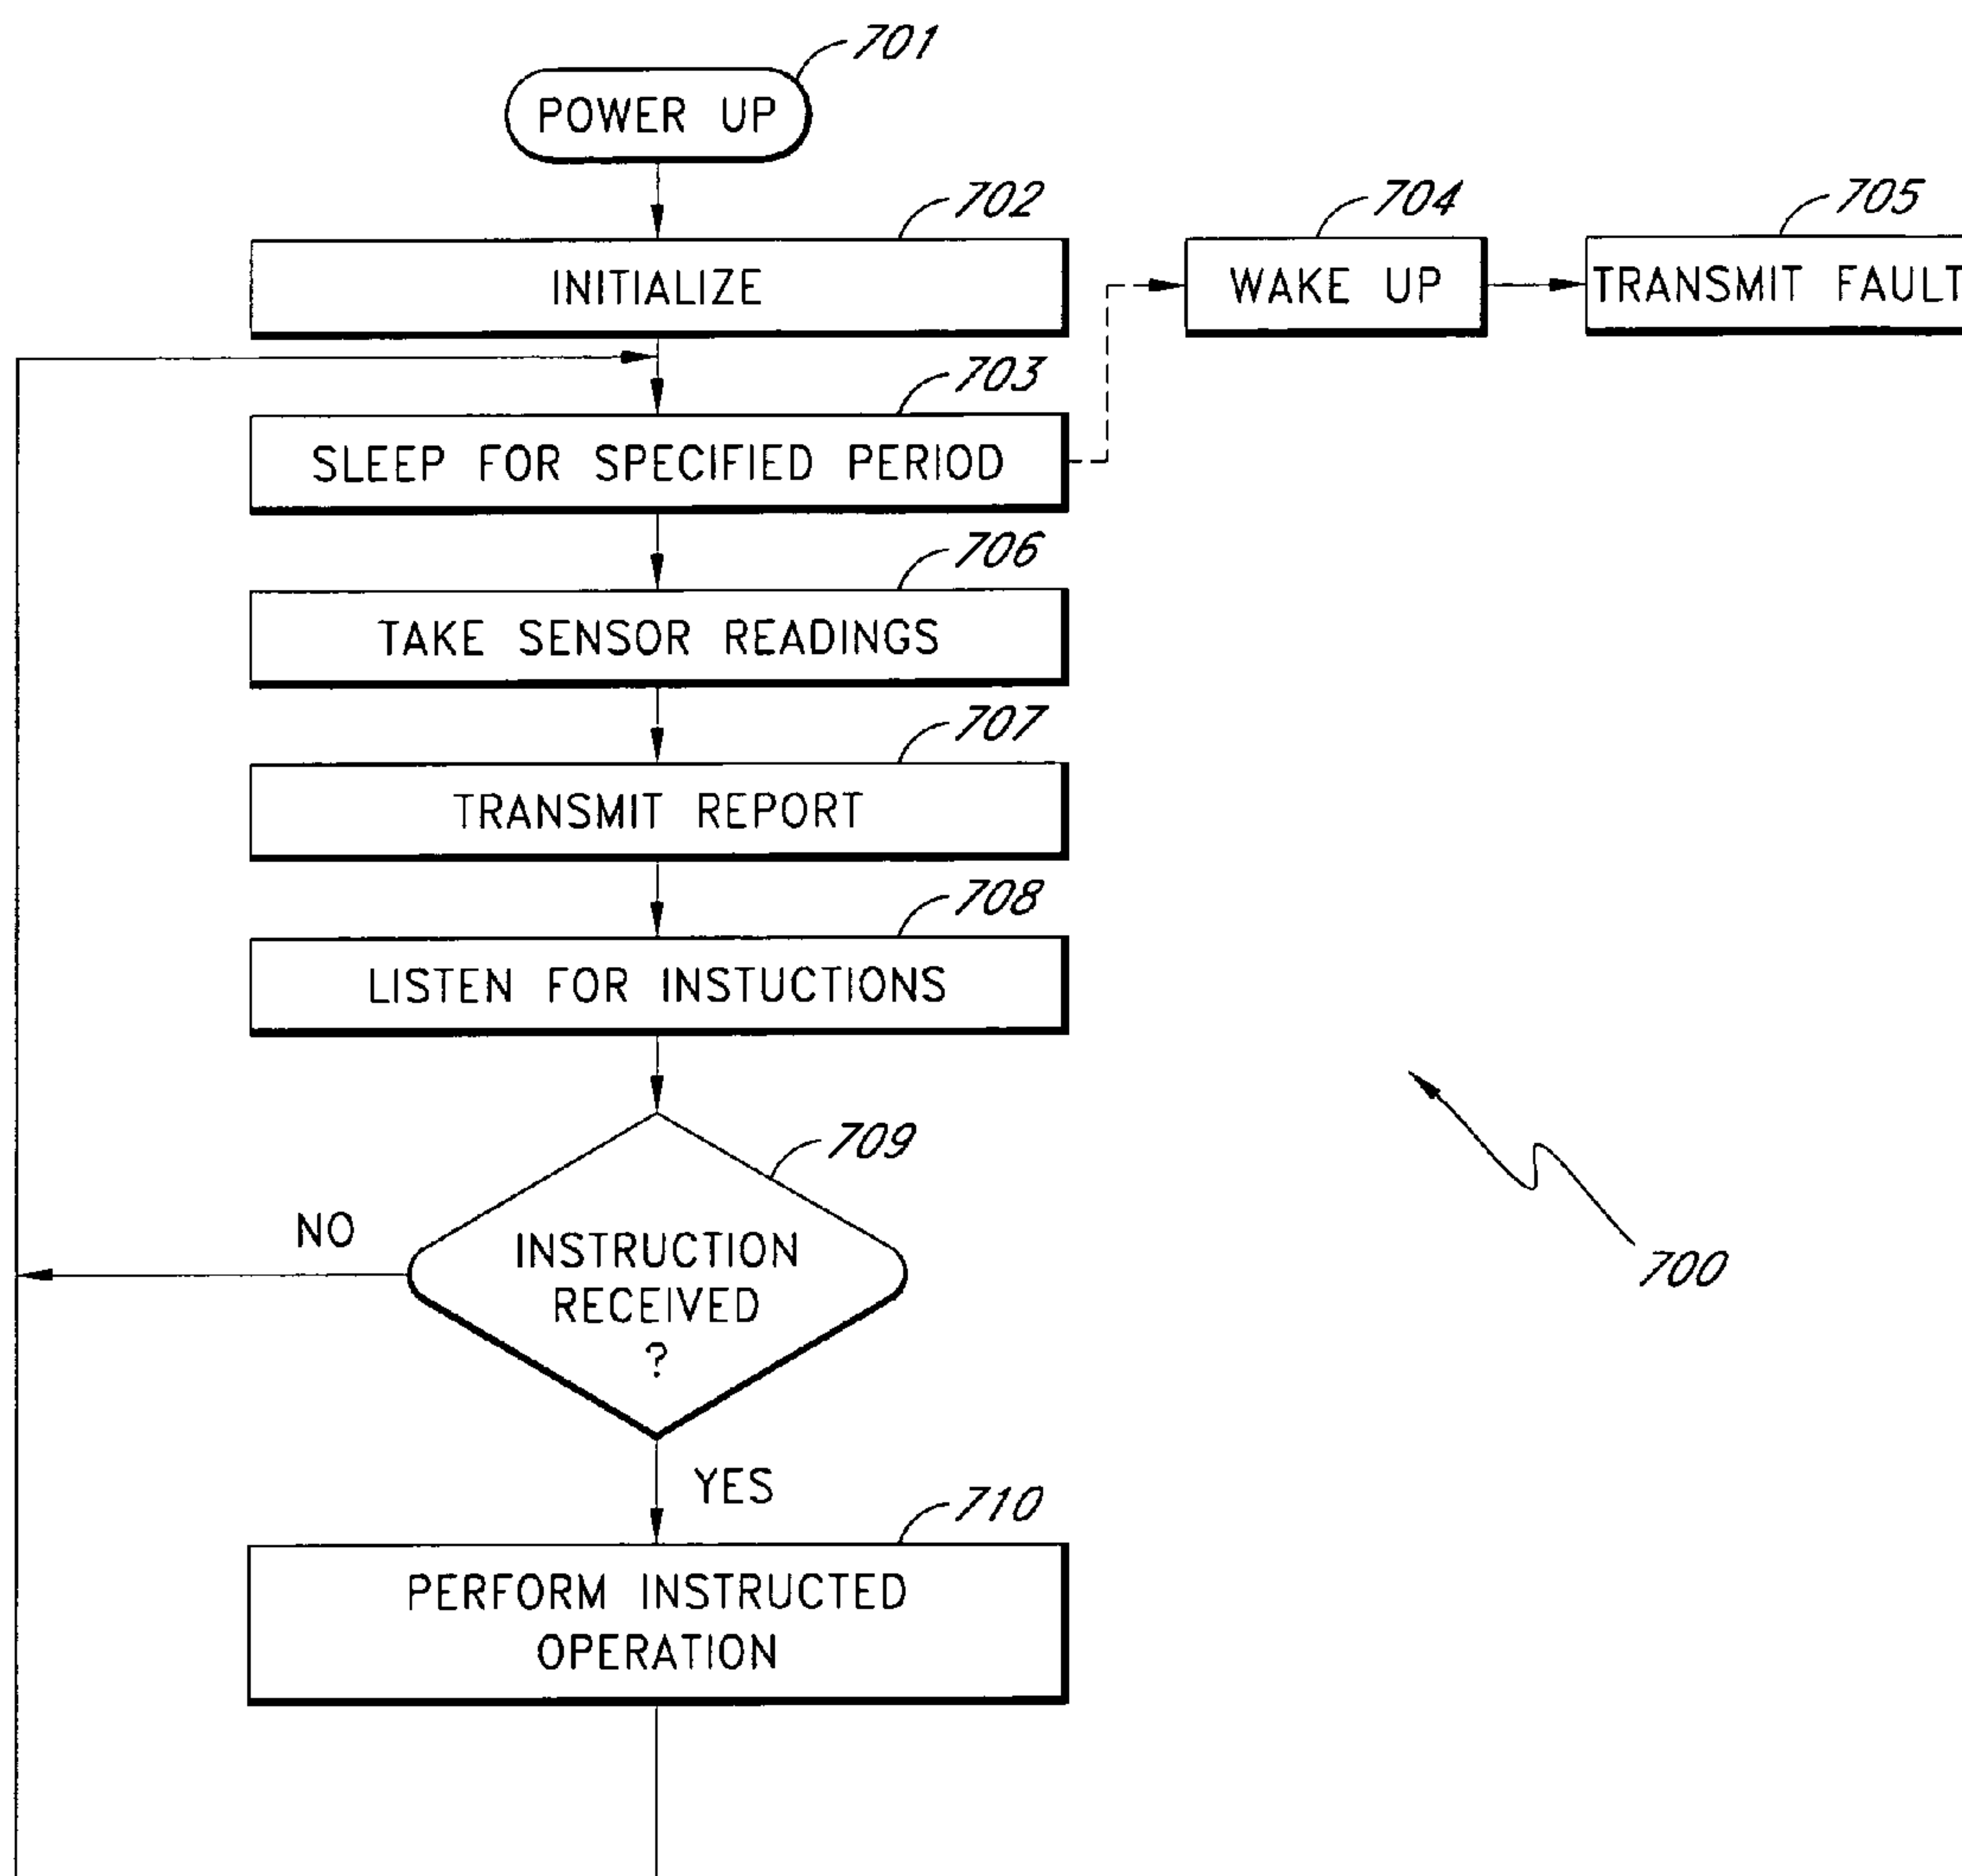 701
POWER UP
702
INITIALIZE
704
WAKE UP
705
TRANSMIT FAULT
703
SLEEP FOR SPECIFIED PERIOD
706
TAKE SENSOR READINGS
707
TRANSMIT REPORT
708
LISTEN FOR INSTUCTIONS
709
INSTRUCTION
RECEIVED
?
NO
700
YES
710
PERFORM INSTRUCTED
OPERATION